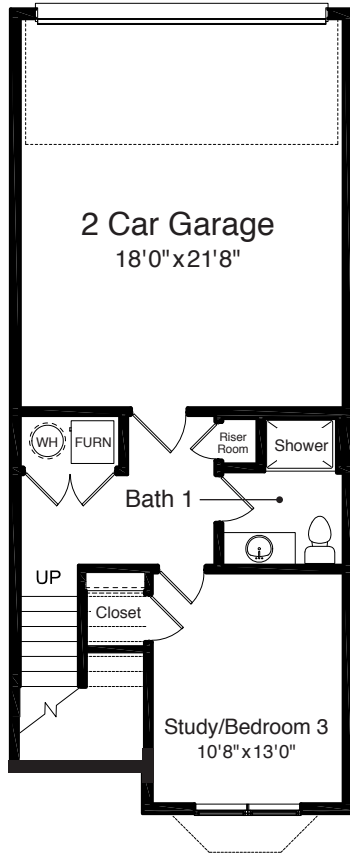 2 Car Garage
18'0"x21'8"
WH
FURN
Riser
Room
Shower
Bath 1
UP
Closet
Study/Bedroom 3
10'8"x13'0"